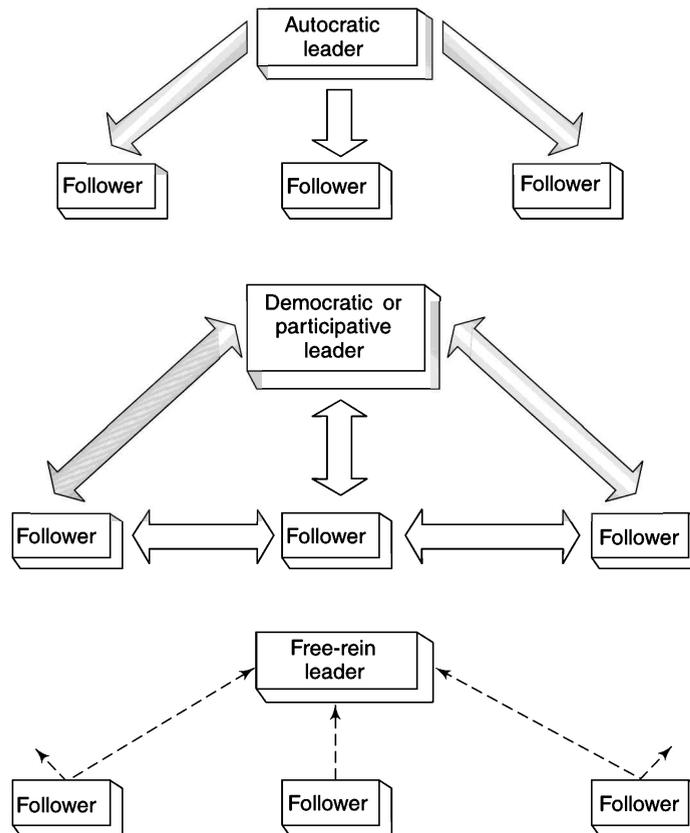 Autocratic
leader
Follower
Follower
Follower
Democratic or
participative
leader
Follower
Follower
Follower
Free-rein
leader
Follower
Follower
Follower